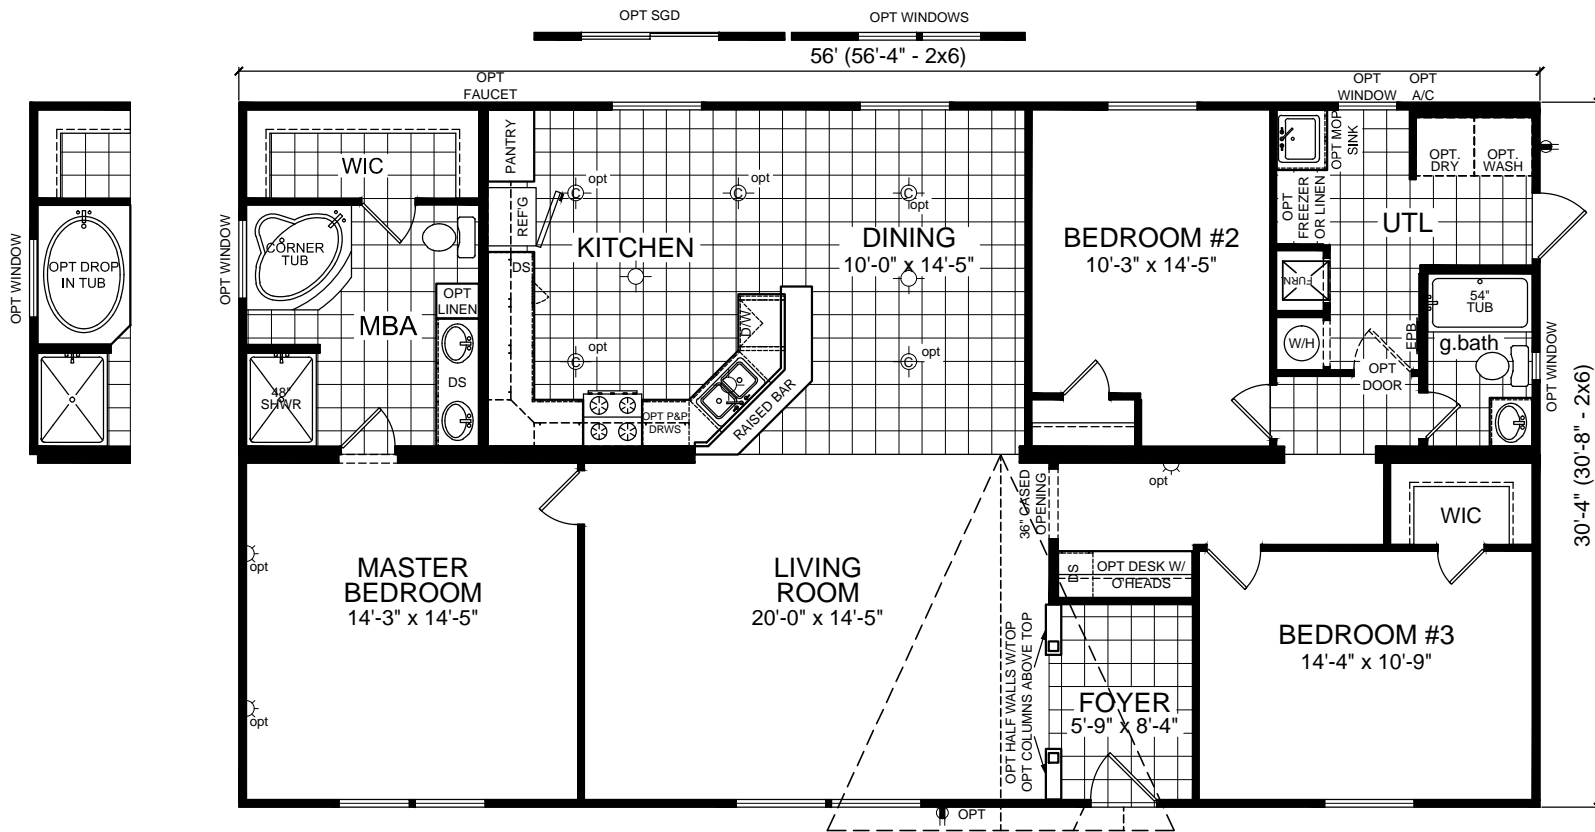 OPT SGD
OPT WINDOWS
56' (56'-4" - 2x6)
OPT
FAUCET
OPT
WINDOW
OPT
A/C
WIC
PANTRY
REF'G
opt
opt
opt
KITCHEN
DINING
10'-0" x 14'-5"
BEDROOM #2
10'-3" x 14'-5"
OPT MOP
SINK
OPT
FREEZER
OR LINEN
OPT.
DRY
OPT.
WASH
UTL
OPT WINDOW
OPT DROP
IN TUB
OPT WINDOW
CORNER
TUB
OPT
LINEN
MBA
DS
DS
48"
SHWR
opt
D/W
opt
OPT P&P
DRWS
RAISED BAR
FURN
W/H
EPB
OPT
DOOR
54"
TUB
g.bath
OPT WINDOW
30'-4" (30'-8" - 2x6)
opt
opt
MASTER
BEDROOM
14'-3" x 14'-5"
LIVING
ROOM
20'-0" x 14'-5"
36" CASED
OPENING
opt
WIC
DS
OPT DESK W/
O'HEADS
OPT HALF WALLS W/TOP
OPT COLUMNS ABOVE TOP
FOYER
5'-9" x 8'-4"
BEDROOM #3
14'-4" x 10'-9"
OPT